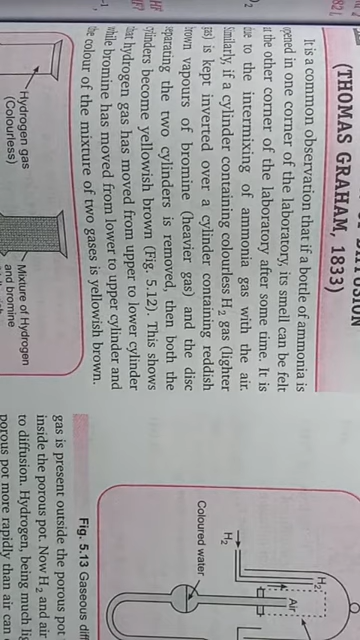 DIFFUSION
(THOMAS GRAHAM, 1833)
It is a common observation that if a bottle of ammonia is
opened in one corner of the laboratory, its smell can be felt
at the other corner of the laboratory after some time. It is
due to the intermixing of ammonia gas with the air.
Similarly, if a cylinder containing colourless H2 gas (lighter
gas) is kept inverted over a cylinder containing reddish
brown vapours of bromine (heavier gas) and the disc
separating the two cylinders is removed, then both the
cylinders become yellowish brown (Fig. 5.12). This shows
that hydrogen gas has moved from upper to lower cylinder
while bromine has moved from lower to upper cylinder and
the colour of the mixture of two gases is yellowish brown.
Hydrogen gas
(Colourless)
Mixture of Hydrogen
and bromine
H2
Air
H2
Coloured water
Fig. 5.13 Gaseous diff
gas is present outside the porous pot
inside the porous pot. Now H2 and air
to diffusion. Hydrogen, being much lig
porous pot more rapidly than air can